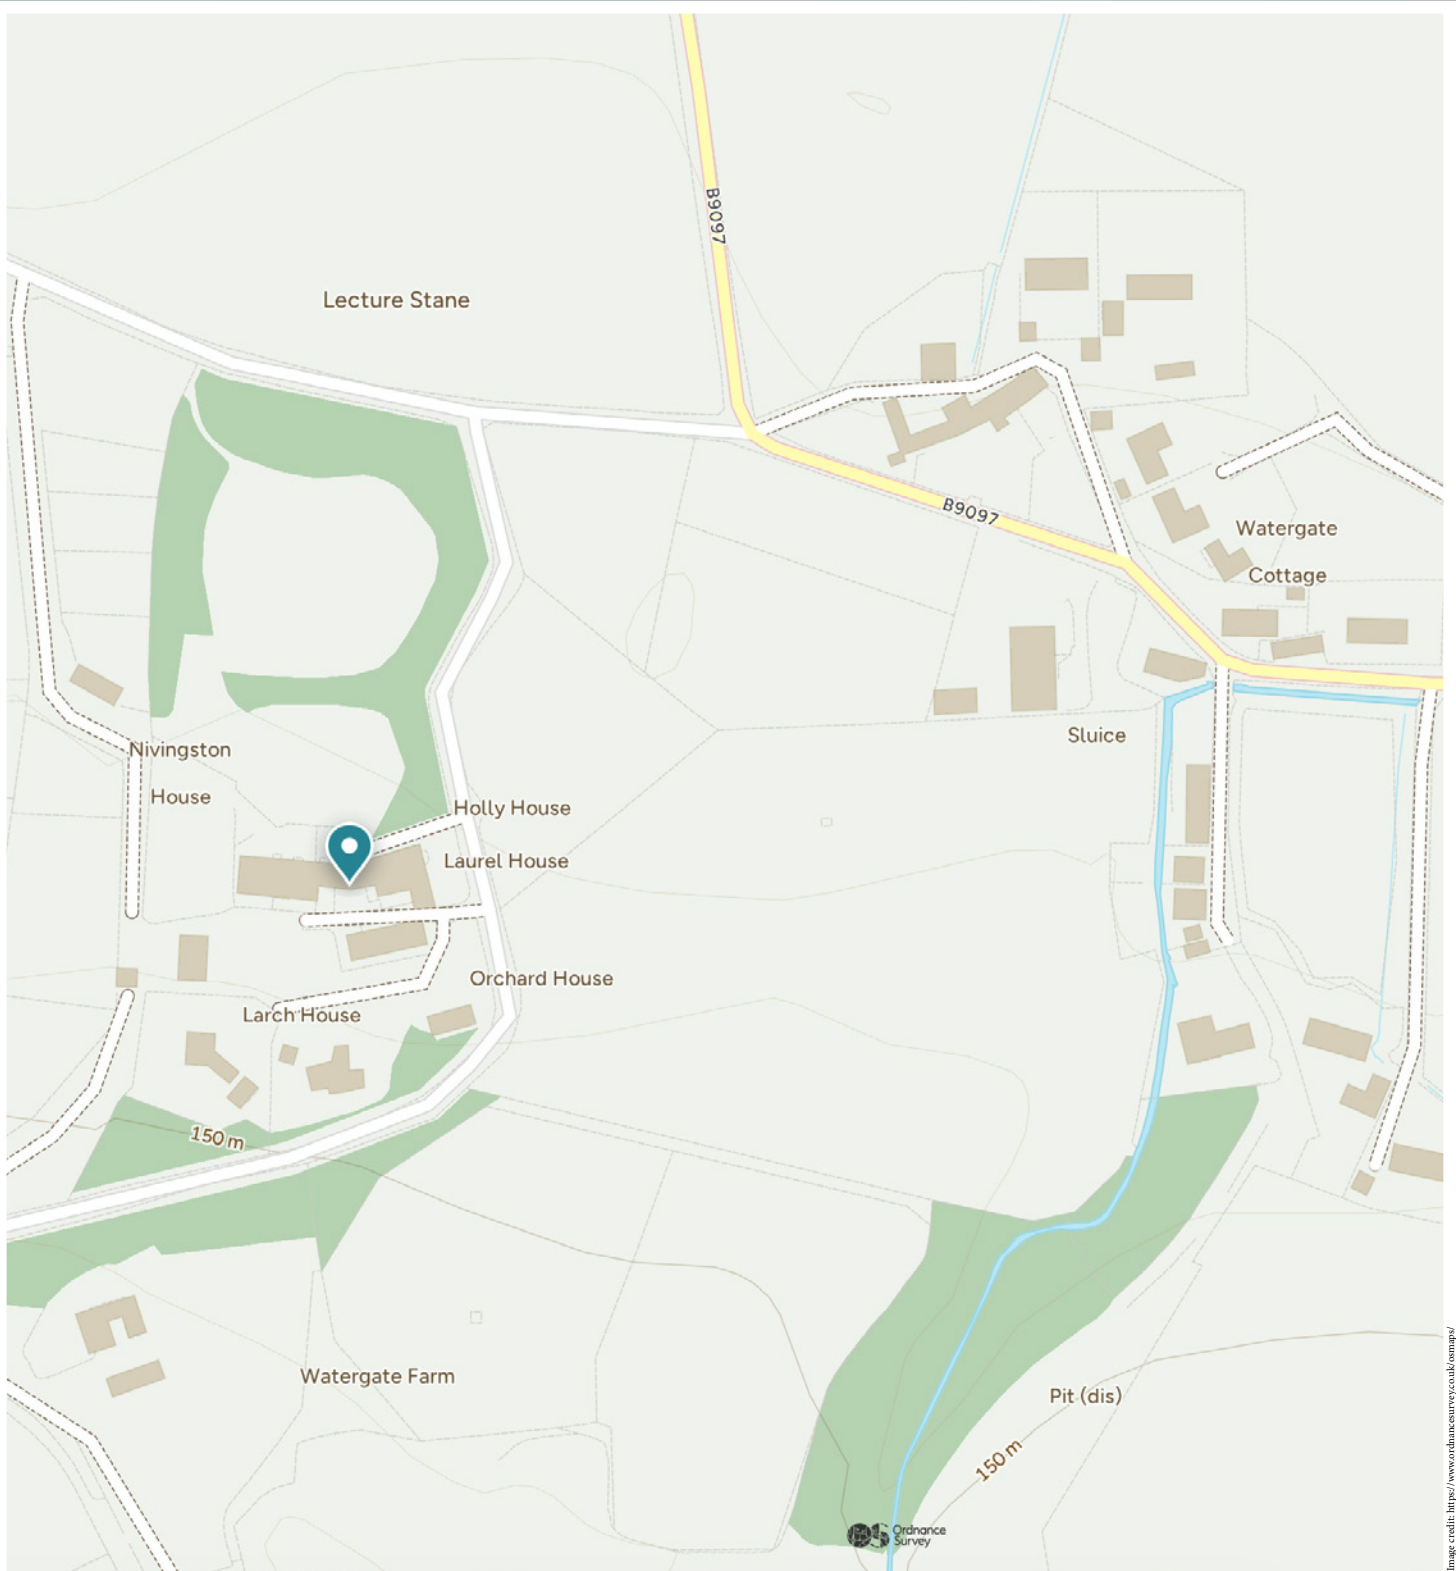 B9097
Lecture Stane
B9097
Watergate
Cottage
Sluice
Nivingston
House
Holly House
Laurel House
Orchard House
Larch House
150 m
Watergate Farm
Pit (dis)
150 m
Ordnance
Survey
Image credit: https://www.ordnancesurvey.co.uk/osmaps/